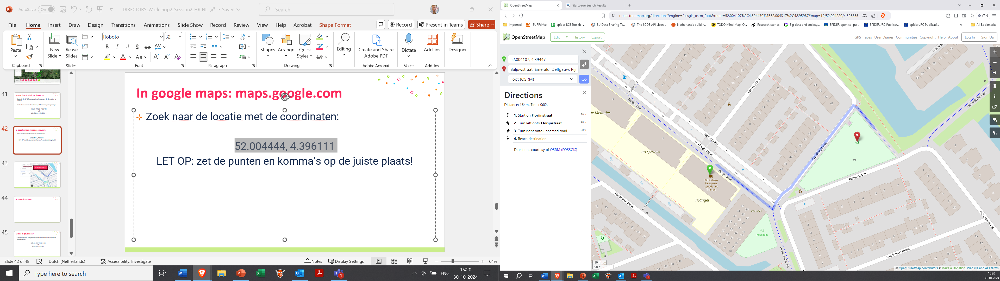 AutoSave On DIRECTORS_Workshop2_Session2_HR NL • Saved Search
File Home Insert Draw Design Transitions Animations Slide Show Record Review View Help Acrobat Shape Format Record Present in Teams Share
Roboto 32
Paste New Slide Reuse Slides Shapes Arrange Quick Styles Editing Create and Share Adobe PDF Dictate Add-ins Designer
Clipboard Slides Font Paragraph Drawing Adobe Acrobat Voice Add-ins
41
Missie fase 3: vindt de directrice
42
In google maps: maps.google.com
43
44
In openstreetmap
45
Missie 4: gevonden?
In google maps: maps.google.com
Zoek naar de locatie met de coordinaten:
52.004444, 4.396111
LET OP: zet de punten en komma’s op de juiste plaats!
Slide 42 of 48 Dutch (Netherlands) Accessibility: Investigate Notes Display Settings 64%
Type here to search ENG 15:20
30-10-2024
OpenStreetMap Startpage Search Results
openstreetmap.org/directions?engine=fossgis_osrm_foot&route=52.004107%2C4.394470%3B52.004317%2C4.395987#map=19/52.004220/4.395355 VPN
Imported SURFdrive spider IO5 Toolkit -... EU Data Sharing To... The SCDS API Licen... Netherlands buildin... TODO Mind Map, O... Research stories Big data and society... SPIDER open sdi pu... SPIDER JRC Publicat... spider JRC Publicati... » All Bookmarks
OpenStreetMap Edit History Export GPS Traces User Diaries Communities Copyright Help About Log In Sign Up
52.004107, 4.39447
Baljuwstraat, Emerald, Delfgauw, Pijn
Foot (OSRM) Go
Directions
Distance: 164m. Time: 0:02.
1. Start on Florijnstraat 50m
2. Turn left onto Florijnstraat 90m
3. Turn right onto unnamed road 20m
4. Reach destination
Directions courtesy of OSRM (FOSSGIS)
Schildstraat
Florijnstraat
De Meander
Leeuwstraat
Hollandsche Tuyn
Florijnstraat
Florijnstraat
Het Spectrum
Schellingstraat
Florijnstraat
Bibliotheek
Delfgauw,
Jeugdpunt
Triangel
Baljuwstraat
Molenaarstraat
Triangel
Koeskoes
Koeskoes
Dijkgraafstraat
Heemraadstraat
Landmeterstraat
10 m
50 ft
© OpenStreetMap contributors ♥ Make a Donation. Website and API terms
15:20
30-10-2024